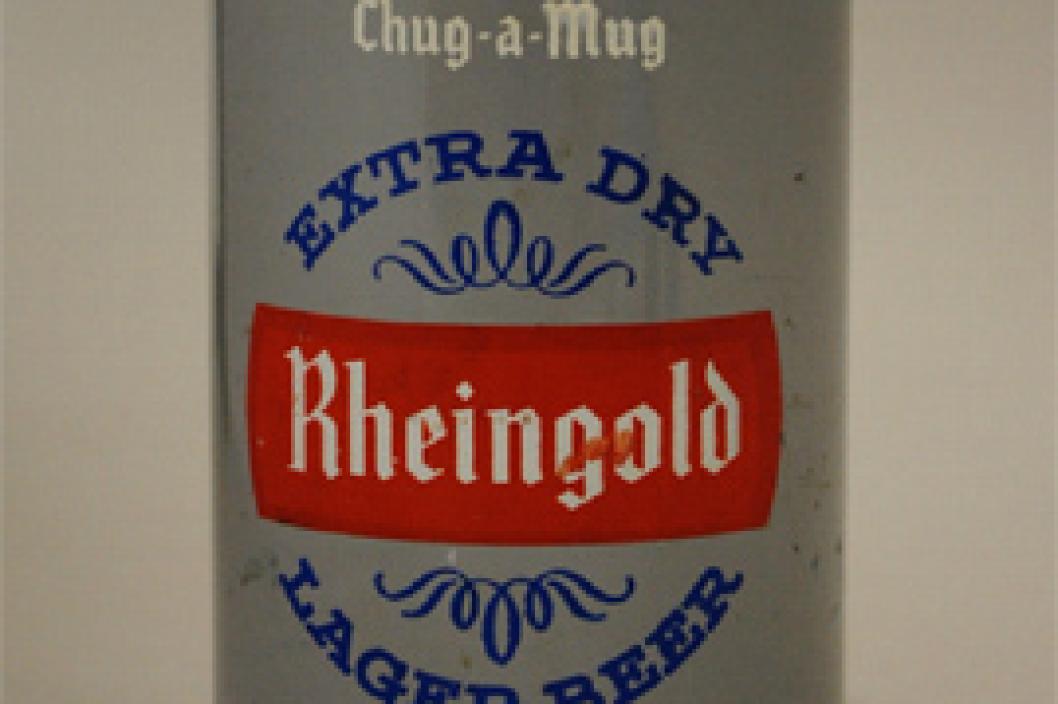 Chug-a-Mug
EXTRA DRY
Rheingold
LAGER BEER